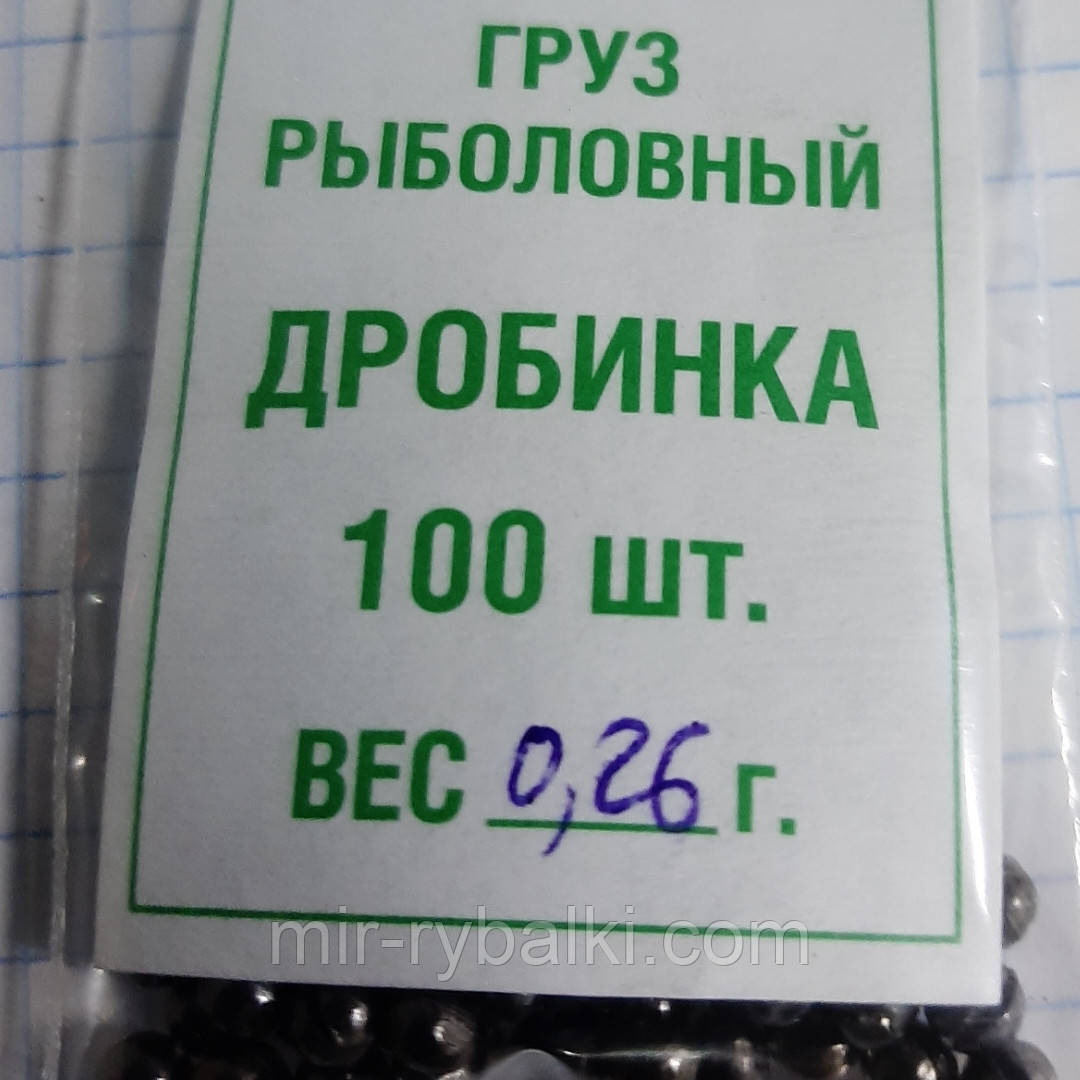 ГРУЗ
РЫБОЛОВНЫЙ
ДРОБИНКА
100 шт.
ВЕС 0,26 г.
mir-rybalki.com